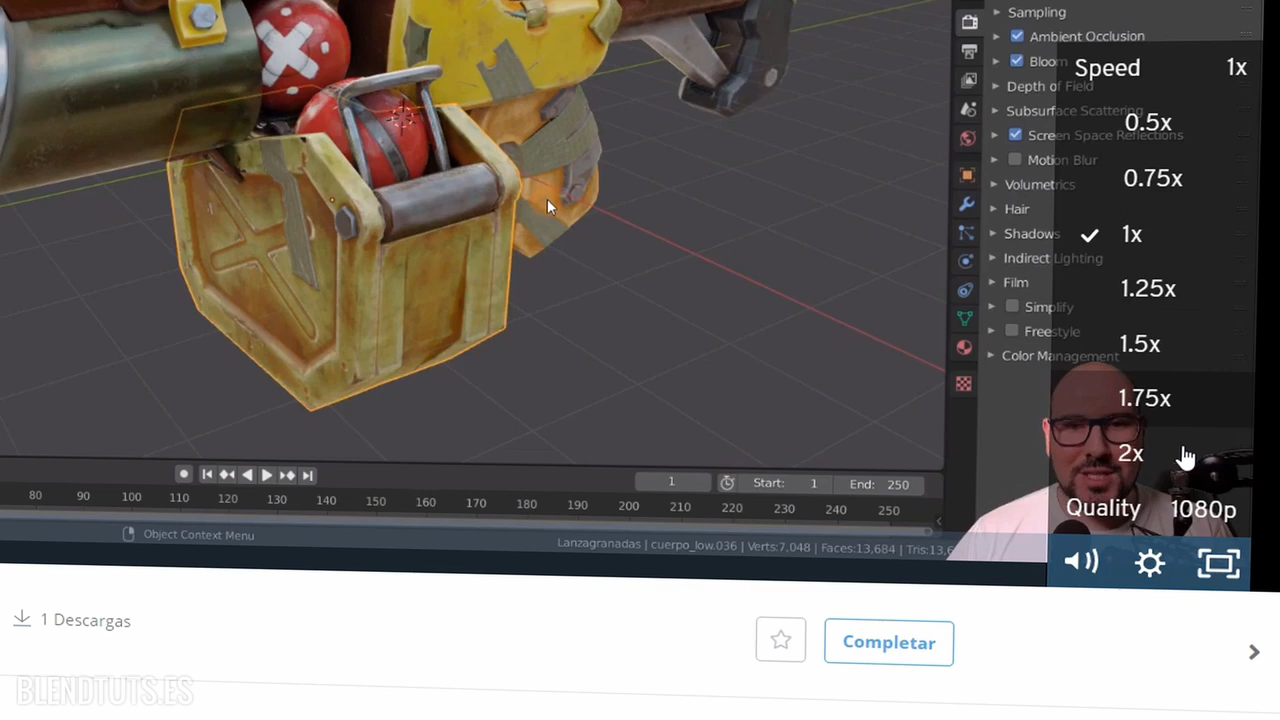 Sampling
Ambient Occlusion
Bloom
Depth of Field
Subsurface Scattering
Screen Space Reflections
Motion Blur
Volumetrics
Hair
Shadows
Indirect Lighting
Film
Simplify
Freestyle
Color Management
Speed 1x
0.5x
0.75x
1x
1.25x
1.5x
1.75x
2x
Quality 1080p
1 Start: 1 End: 250
80 90 100 110 120 130 140 150 160 170 180 190 200 210 220 230 240 250
Object Context Menu
Lanzagranadas | cuerpo_low.036 | Verts:7,048 | Faces:13,684 | Tris:13,6
1 Descargas
Completar
BLENDTUTS.ES